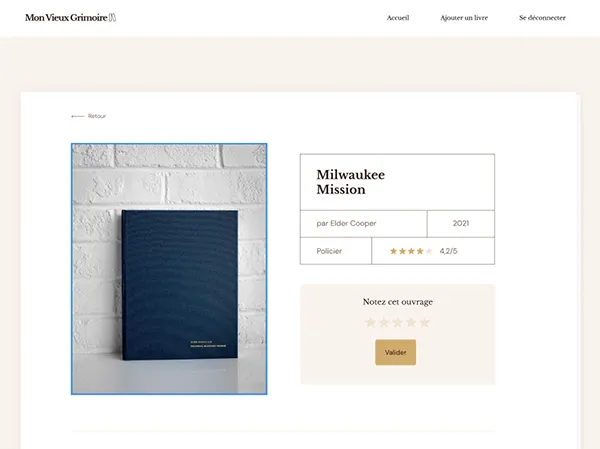 Mon Vieux Grimoire
Accueil
Ajouter un livre
Se déconnecter
Retour
Milwaukee
Mission
par Elder Cooper
2021
Policier
4,2/5
Notez cet ouvrage
Valider